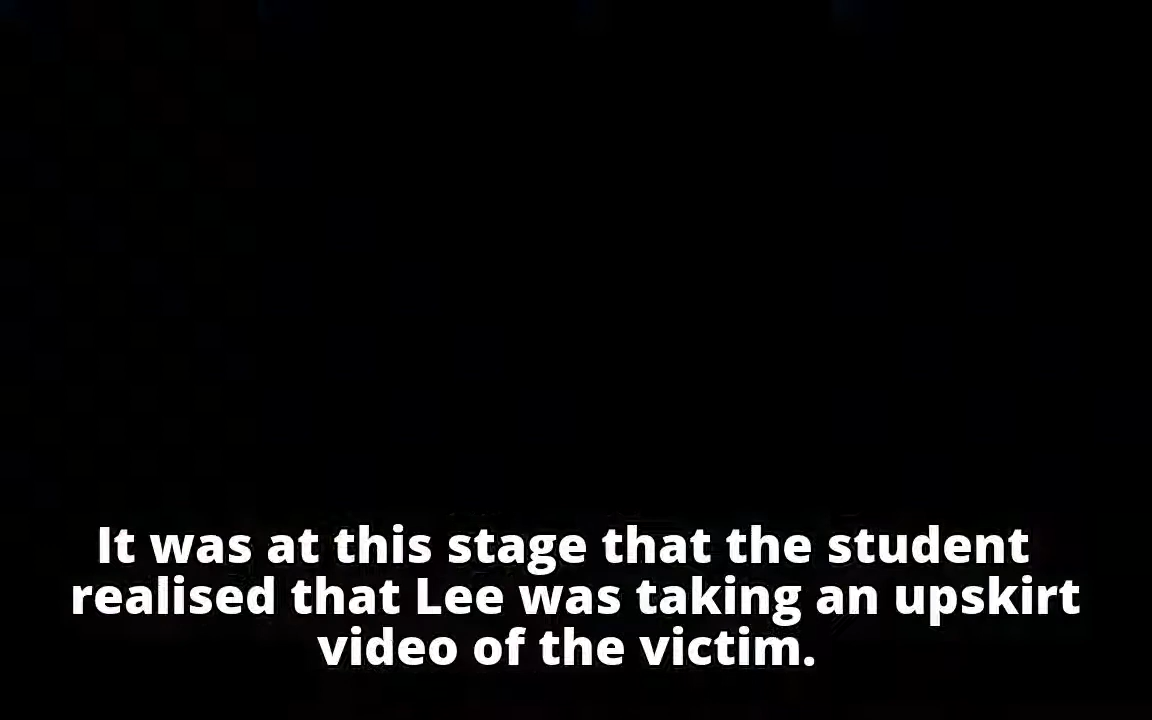 It was at this stage that the student
realised that Lee was taking an upskirt
video of the victim.